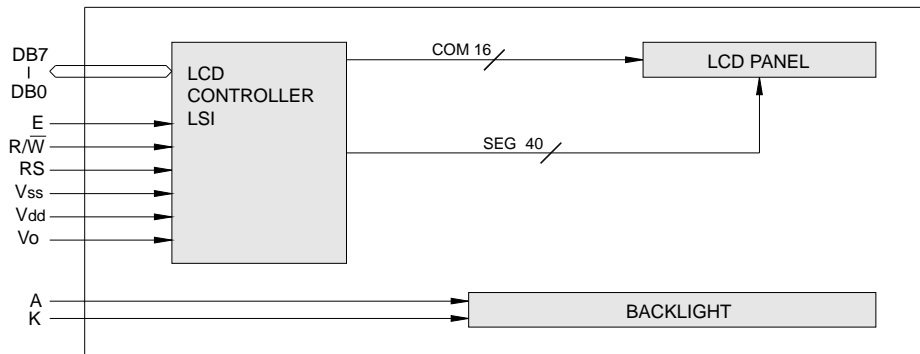 DB7
DB0
E
R/W̅
RS
Vss
Vdd
Vo
A
K
LCD
CONTROLLER
LSI
COM 16
SEG 40
LCD PANEL
BACKLIGHT